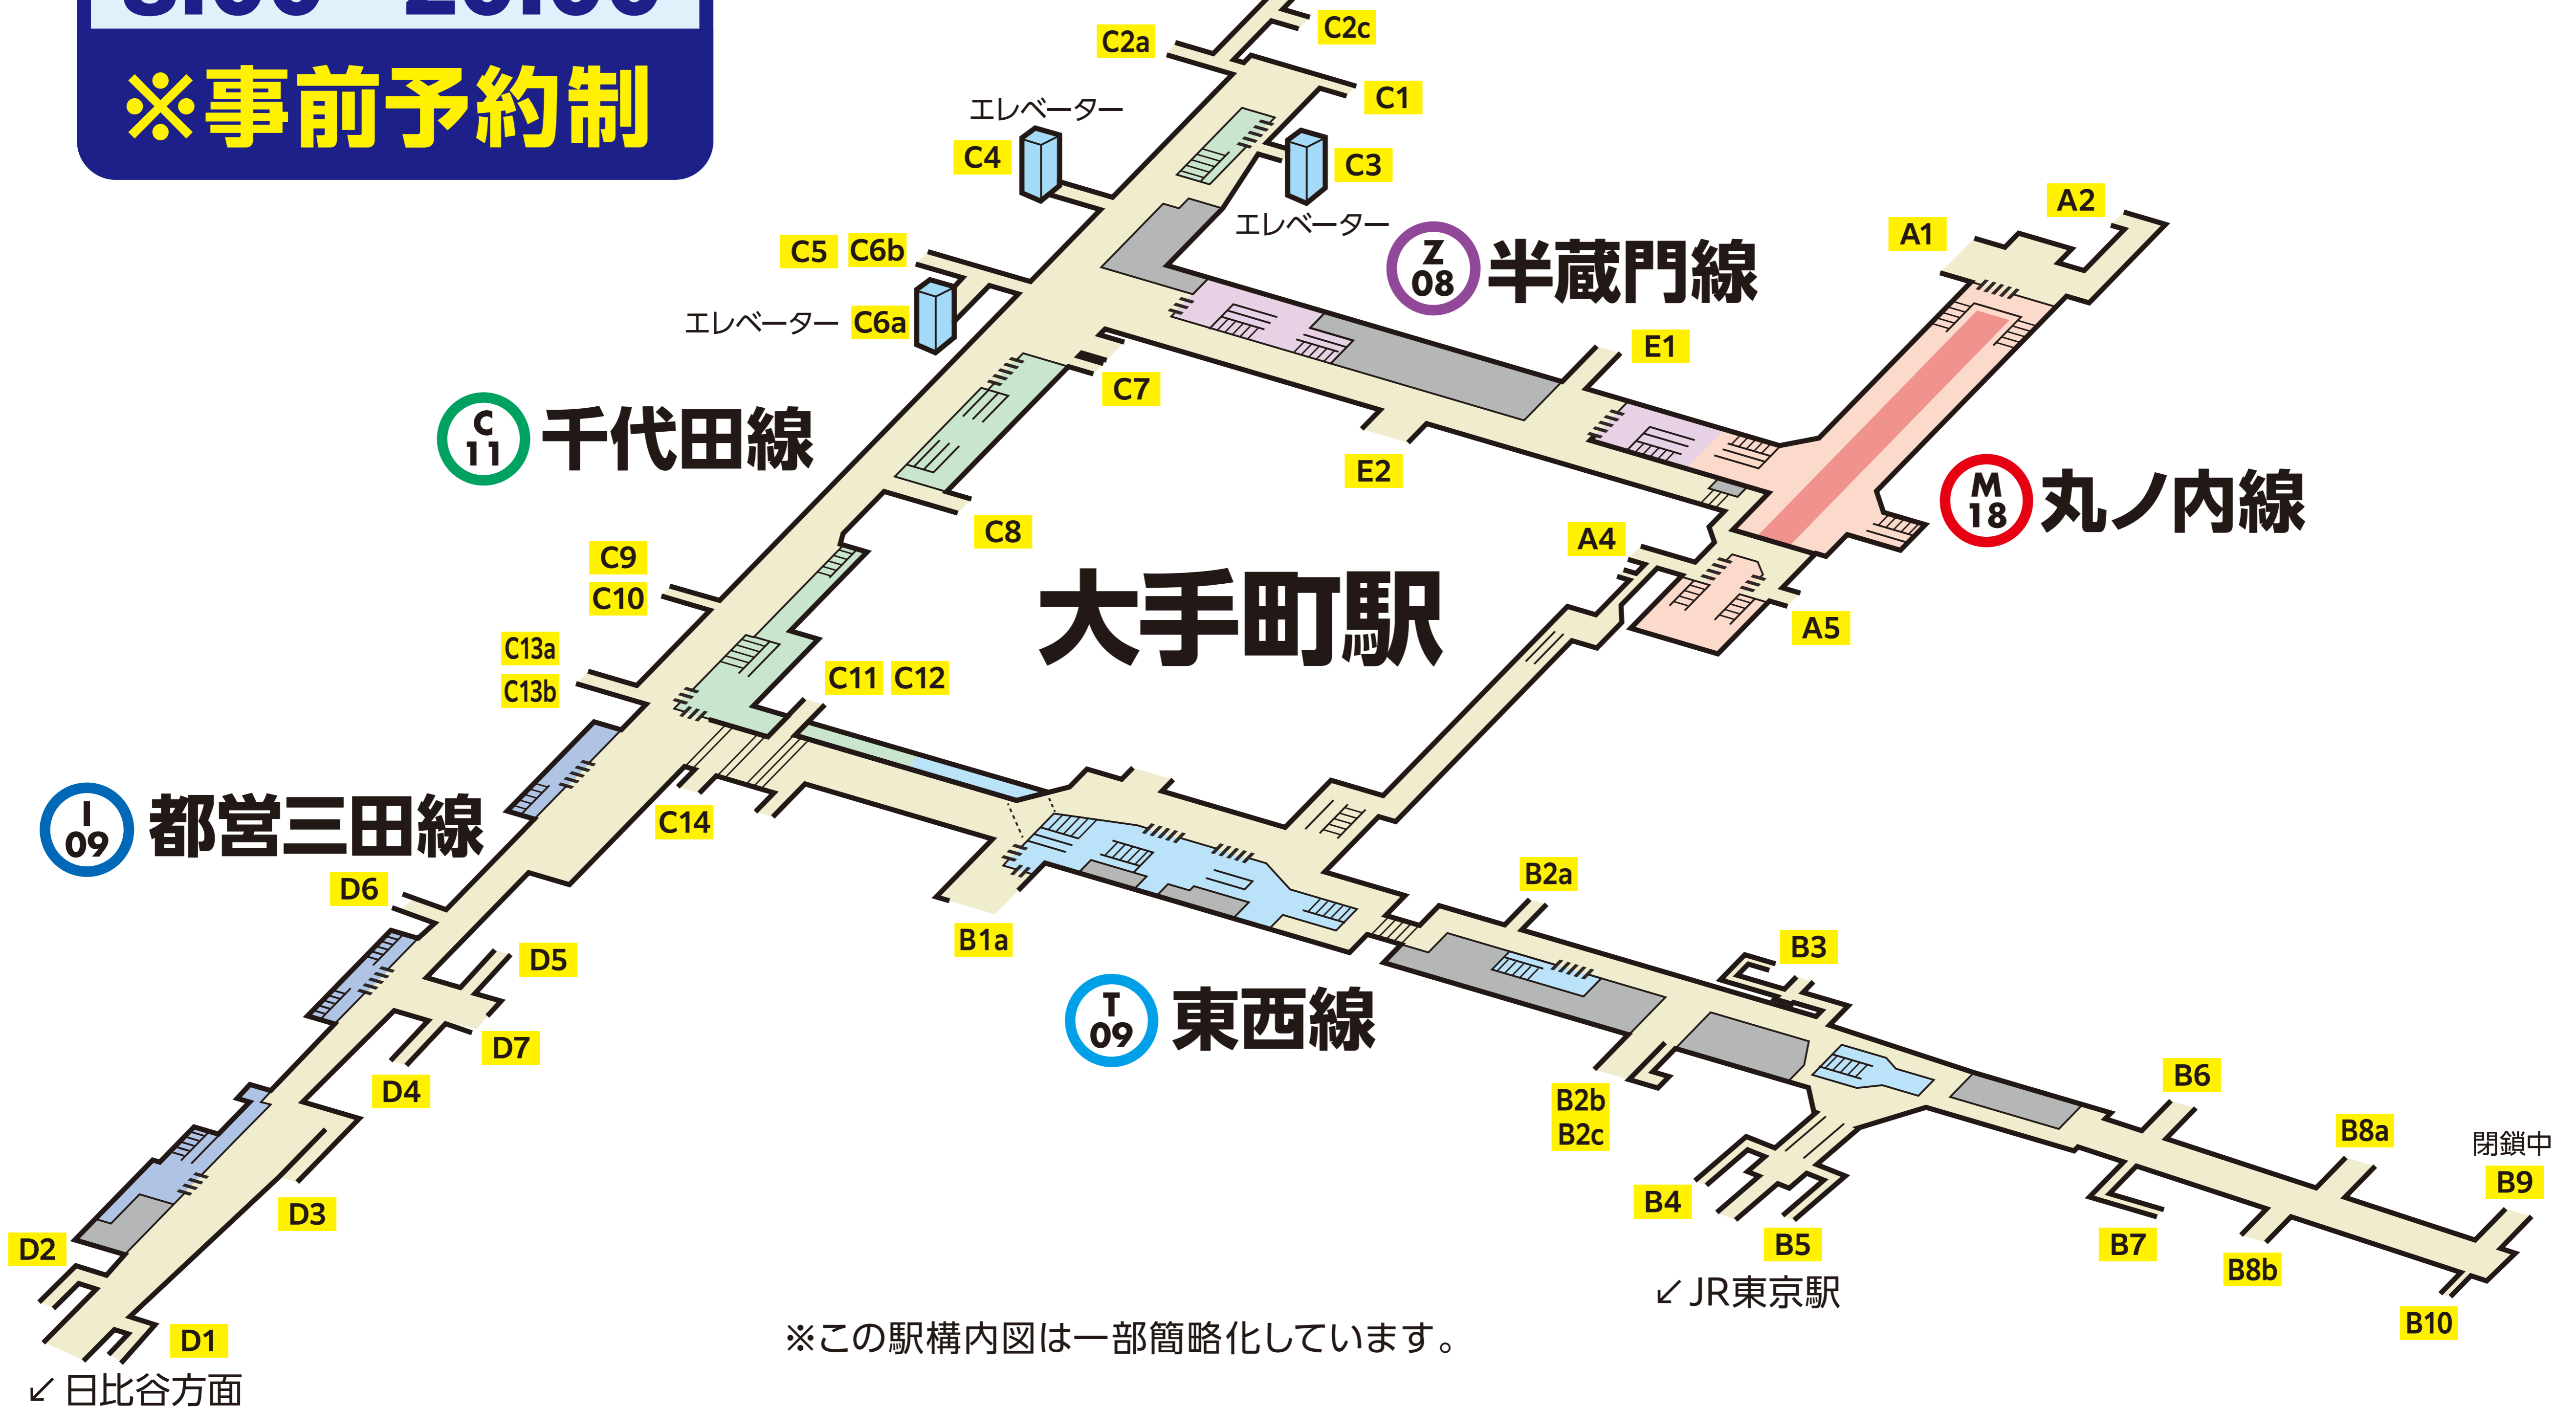 ※事前予約制
C2a
C2c
C1
エレベーター
C4
C3
エレベーター
C5 C6b
エレベーター C6a
Z
08
半蔵門線
A1
A2
E1
C7
E2
C
11
千代田線
C8
M
18
丸ノ内線
A4
A5
C9
C10
大手町駅
C13a
C13b
C11 C12
I
09
都営三田線
C14
D6
B1a
B2a
D5
B3
T
09
東西線
D7
D4
B2b
B2c
B6
B8a
閉鎖中
B9
D3
B4
B5
↙JR東京駅
B7
B8b
B10
D2
D1
↙日比谷方面
※この駅構内図は一部簡略化しています。